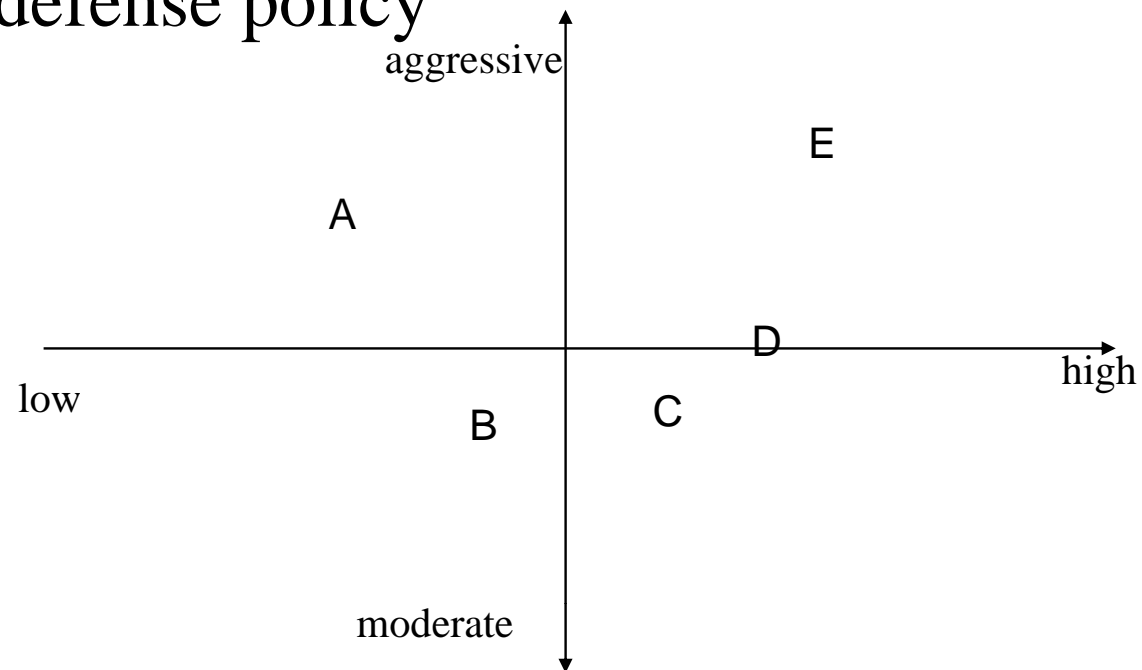 defense policy
aggressive
E
A
D
high
low
C
B
moderate